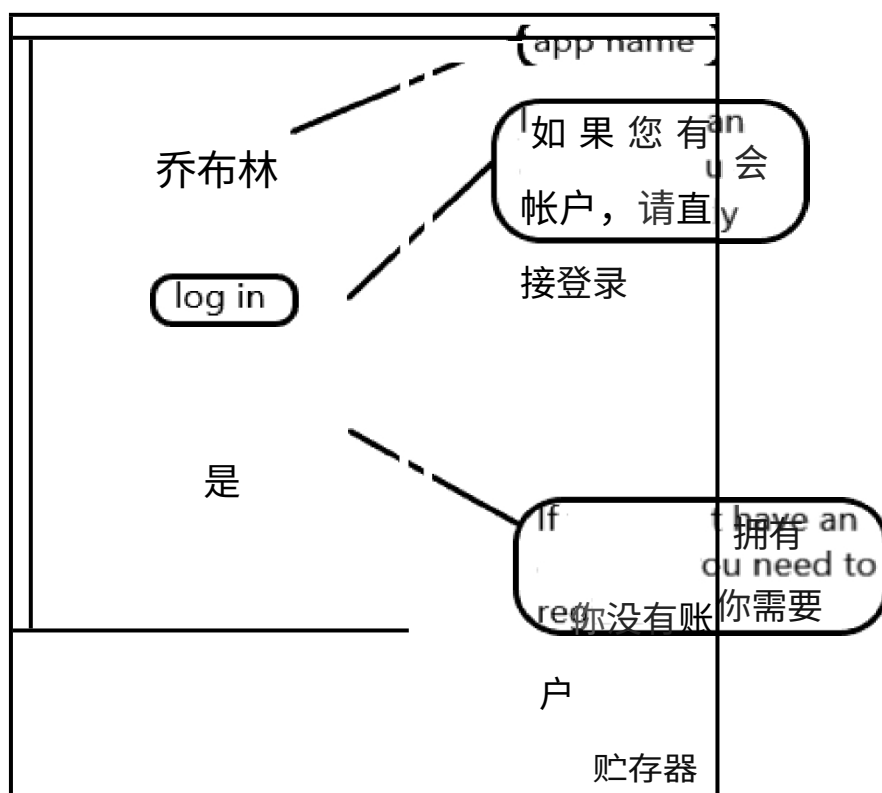 app name
乔布林
如果您有 an
u 会
帐户，请直 y
接登录
log in
是
If t have an
拥有
ou need to
reg 你没有账 你需要
户
贮存器